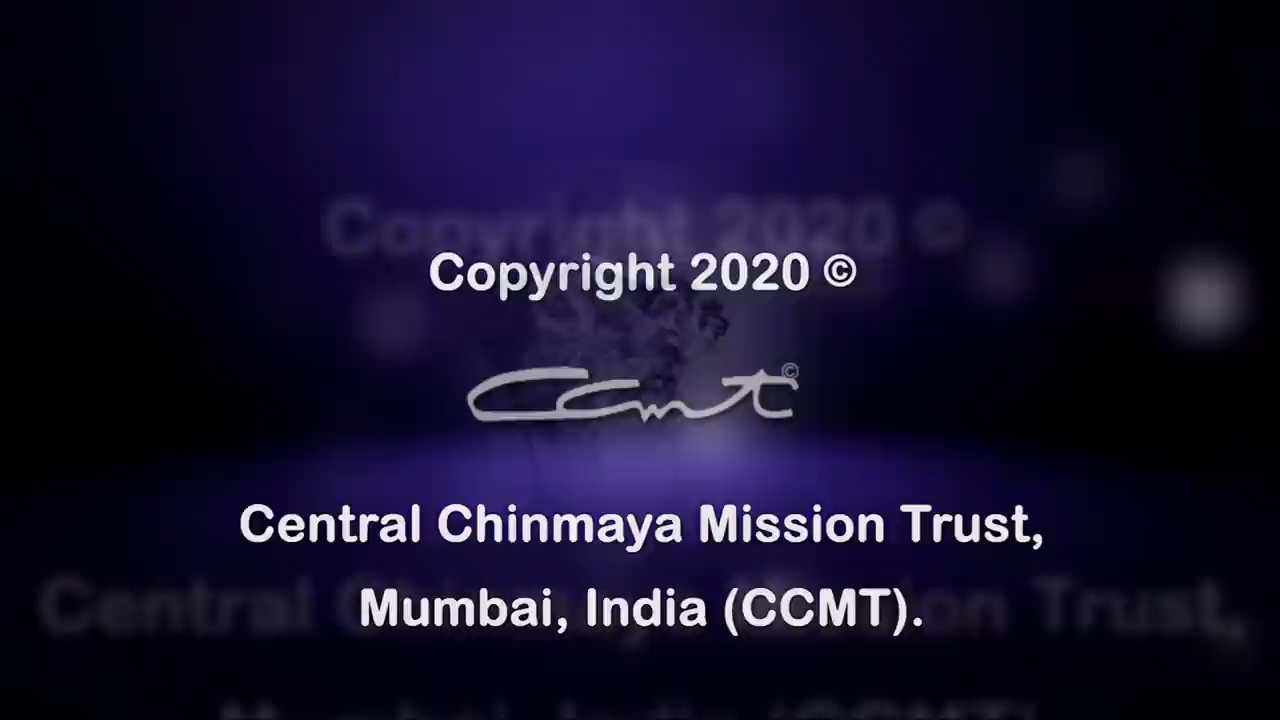 Copyright 2020 ©
ccmt©
Central Chinmaya Mission Trust,
Mumbai, India (CCMT).